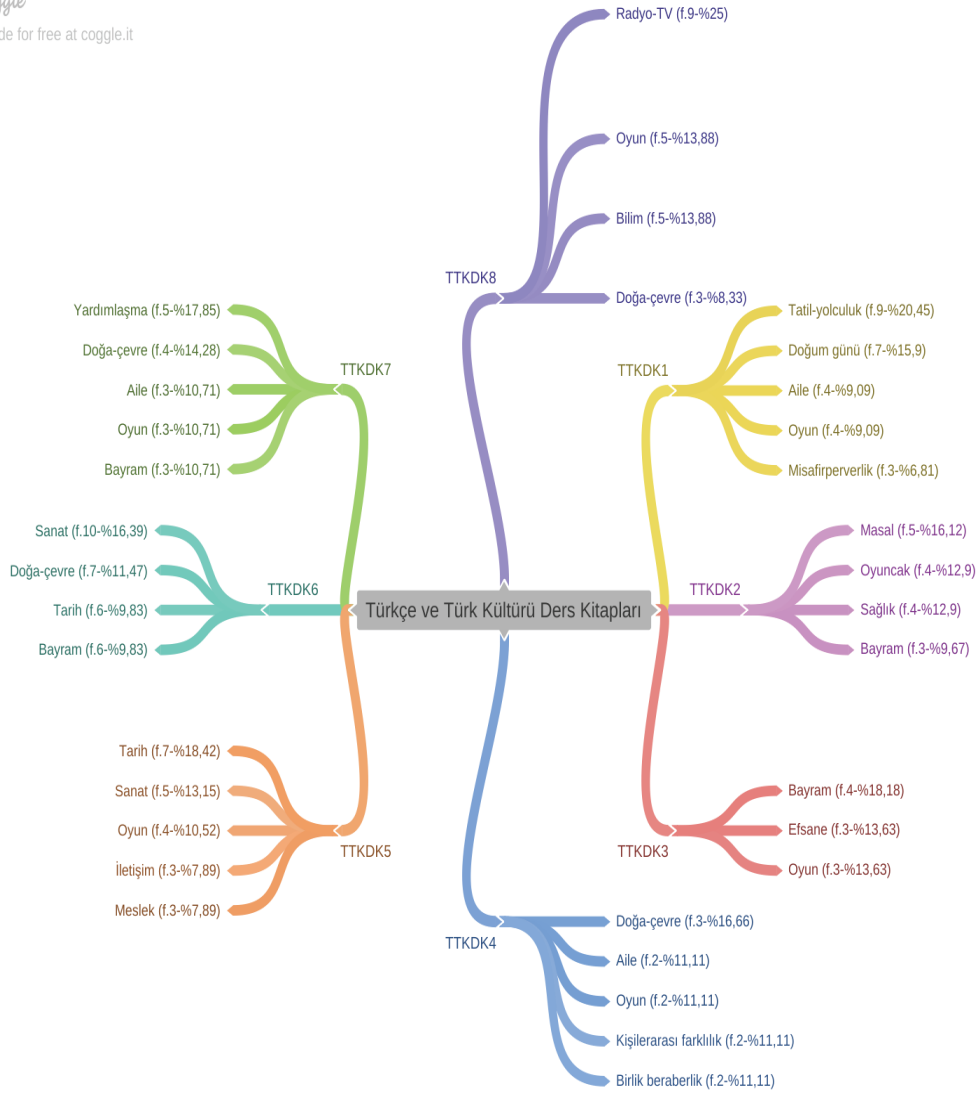 de for free at coggle.it
Türkçe ve Türk Kültürü Ders Kitapları
TTKDK8
Radyo-TV (f.9-%25)
Oyun (f.5-%13,88)
Bilim (f.5-%13,88)
Doğa-çevre (f.3-%8,33)
TTKDK1
Tatil-yolculuk (f.9-%20,45)
Doğum günü (f.7-%15,9)
Aile (f.4-%9,09)
Oyun (f.4-%9,09)
Misafirperverlik (f.3-%6,81)
TTKDK2
Masal (f.5-%16,12)
Oyuncak (f.4-%12,9)
Sağlık (f.4-%12,9)
Bayram (f.3-%9,67)
TTKDK3
Bayram (f.4-%18,18)
Efsane (f.3-%13,63)
Oyun (f.3-%13,63)
TTKDK4
Doğa-çevre (f.3-%16,66)
Aile (f.2-%11,11)
Oyun (f.2-%11,11)
Kişilerarası farklılık (f.2-%11,11)
Birlik beraberlik (f.2-%11,11)
TTKDK5
Tarih (f.7-%18,42)
Sanat (f.5-%13,15)
Oyun (f.4-%10,52)
İletişim (f.3-%7,89)
Meslek (f.3-%7,89)
TTKDK6
Sanat (f.10-%16,39)
Doğa-çevre (f.7-%11,47)
Tarih (f.6-%9,83)
Bayram (f.6-%9,83)
TTKDK7
Yardımlaşma (f.5-%17,85)
Doğa-çevre (f.4-%14,28)
Aile (f.3-%10,71)
Oyun (f.3-%10,71)
Bayram (f.3-%10,71)